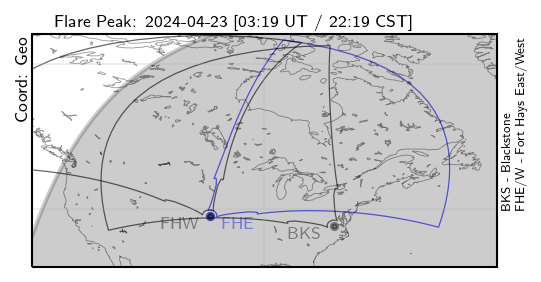 Flare Peak: 2024-04-23 [03:19 UT / 22:19 CST]
Coord: Geo
FHW
FHE
BKS
BKS - Blackstone
FHE/W - Fort Hays East/West